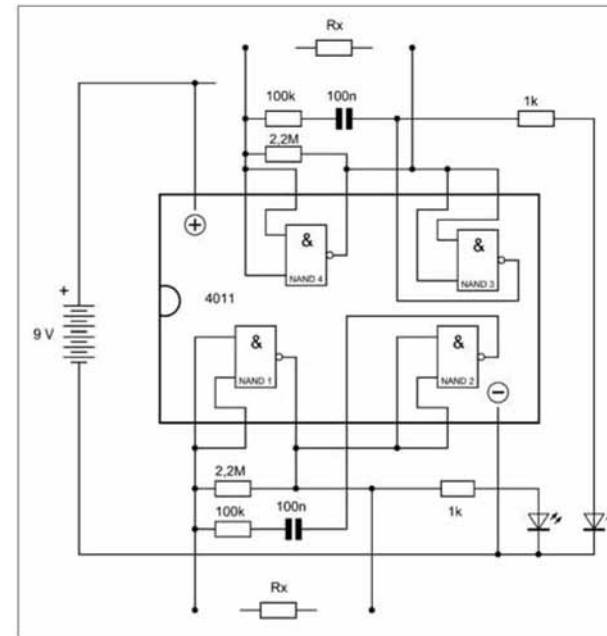 Rx
100k
100n
1k
2,2M
+
&
NAND 4
&
NAND 3
4011
+
9 V
&
NAND 1
&
NAND 2
−
2,2M
100k
100n
1k
Rx